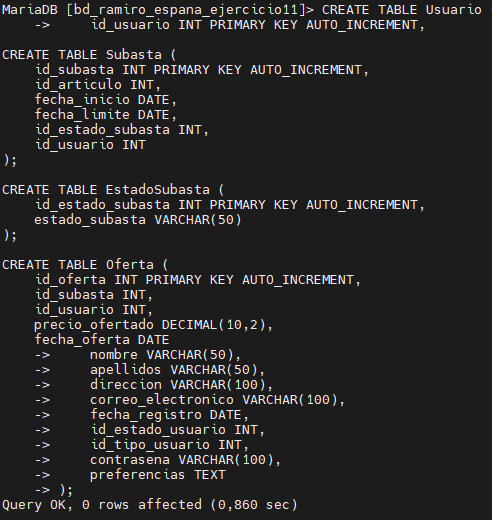 MariaDB [bd_ramiro_espana_ejercicio11]> CREATE TABLE Usuario (
    ->     id_usuario INT PRIMARY KEY AUTO_INCREMENT,

CREATE TABLE Subasta (
    id_subasta INT PRIMARY KEY AUTO_INCREMENT,
    id_articulo INT,
    fecha_inicio DATE,
    fecha_limite DATE,
    id_estado_subasta INT,
    id_usuario INT
);

CREATE TABLE EstadoSubasta (
    id_estado_subasta INT PRIMARY KEY AUTO_INCREMENT,
    estado_subasta VARCHAR(50)
);

CREATE TABLE Oferta (
    id_oferta INT PRIMARY KEY AUTO_INCREMENT,
    id_subasta INT,
    id_usuario INT,
    precio_ofertado DECIMAL(10,2),
    fecha_oferta DATE
    ->     nombre VARCHAR(50),
    ->     apellidos VARCHAR(50),
    ->     direccion VARCHAR(100),
    ->     correo_electronico VARCHAR(100),
    ->     fecha_registro DATE,
    ->     id_estado_usuario INT,
    ->     id_tipo_usuario INT,
    ->     contrasena VARCHAR(100),
    ->     preferencias TEXT
    -> );
Query OK, 0 rows affected (0,860 sec)